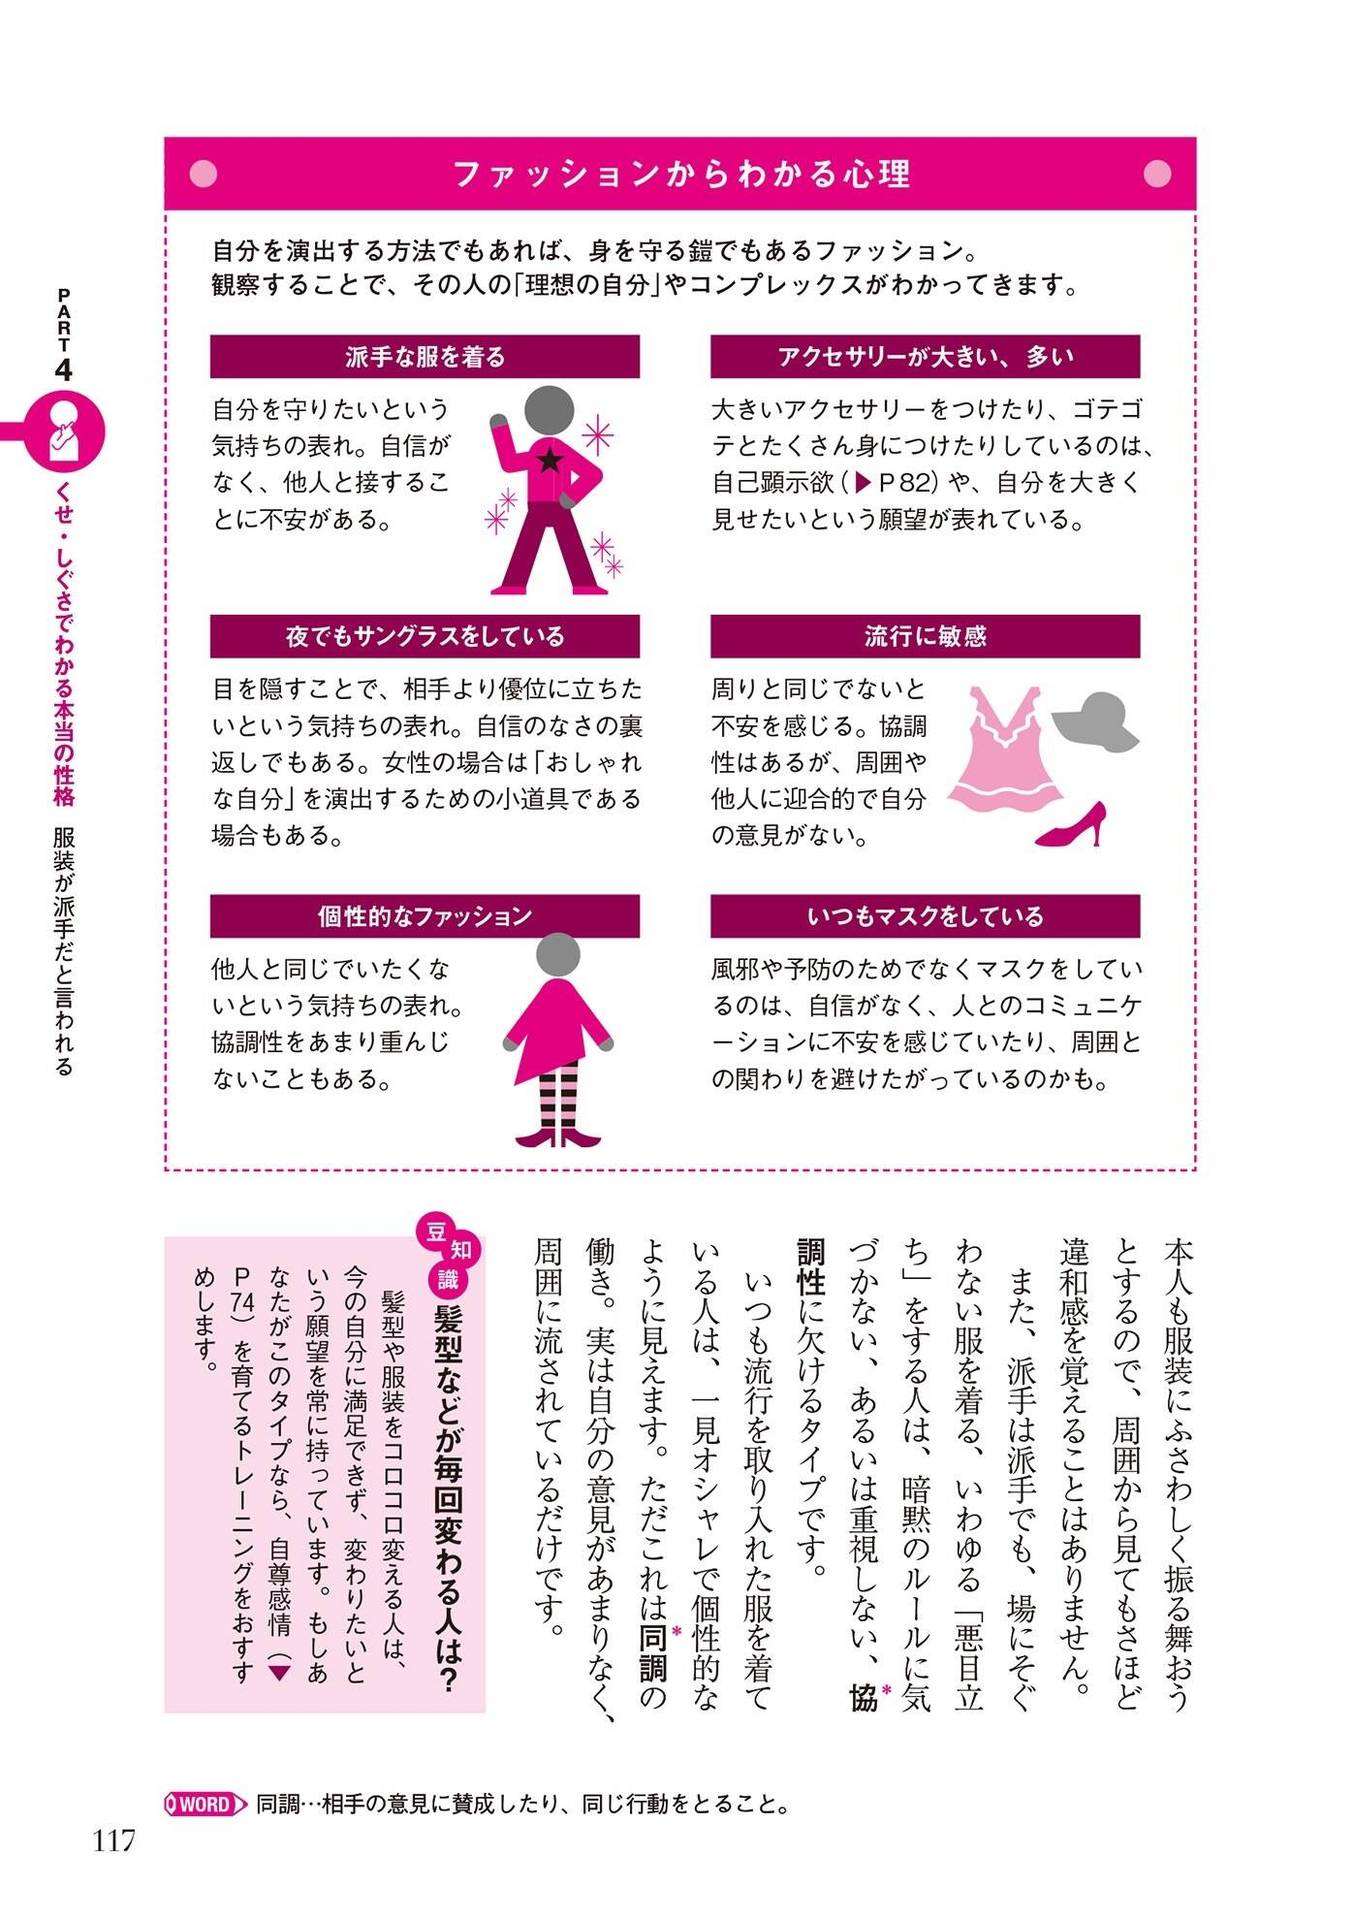 ファッションからわかる心理
自分を演出する方法でもあれば、身を守る鎧でもあるファッション。
観察することで、その人の「理想の自分」やコンプレックスがわかってきます。
派手な服を着る
自分を守りたいという
気持ちの表れ。自信が
なく、他人と接するこ
とに不安がある。
アクセサリーが大きい、多い
大きいアクセサリーをつけたり、ゴテゴ
テとたくさん身につけたりしているのは、
自己顕示欲（▶P82）や、自分を大きく
見せたいという願望が表れている。
夜でもサングラスをしている
目を隠すことで、相手より優位に立ちた
いという気持ちの表れ。自信のなさの裏
返しでもある。女性の場合は「おしゃれ
な自分」を演出するための小道具である
場合もある。
流行に敏感
周りと同じでないと
不安を感じる。協調
性はあるが、周囲や
他人に迎合的で自分
の意見がない。
個性的なファッション
他人と同じでいたくな
いという気持ちの表れ。
協調性をあまり重んじ
ないこともある。
いつもマスクをしている
風邪や予防のためでなくマスクをしてい
るのは、自信がなく、人とのコミュニケ
ーションに不安を感じていたり、周囲と
の関わりを避けたがっているのかも。
PART4
くせ・しぐさでわかる本当の性格 服装が派手だと言われる
本人も服装にふさわしく振る舞おう
とするので、周囲から見てもさほど
違和感を覚えることはありません。
また、派手は派手でも、場にそぐ
わない服を着る、いわゆる「悪目立
ち」をする人は、暗黙のルールに気
づかない、あるいは重視しない、協*
調性に欠けるタイプです。
いつも流行を取り入れた服を着て
いる人は、一見オシャレで個性的な
ように見えます。ただこれは同調*の
働き。実は自分の意見があまりなく、
周囲に流されているだけです。
豆知識
髪型などが毎回変わる人は？
髪型や服装をコロコロ変える人は、
今の自分に満足できず、変わりたいと
いう願望を常に持っています。もしあ
なたがこのタイプなら、自尊感情（▶
P74）を育てるトレーニングをおすす
めします。
WORD 同調…相手の意見に賛成したり、同じ行動をとること。
117